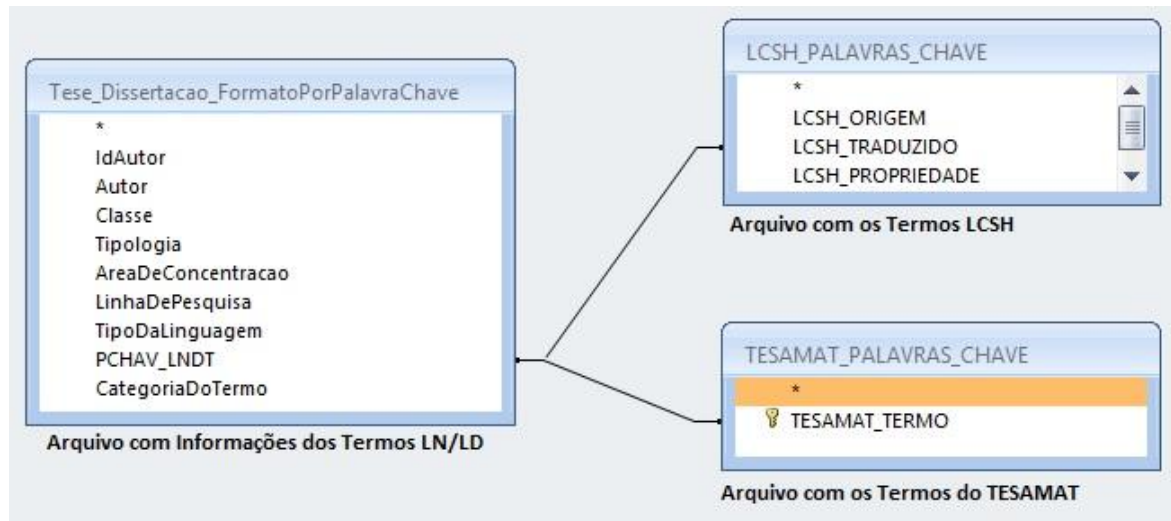 Tese_Dissertacao_FormatoPorPalavraChave
*
IdAutor
Autor
Classe
Tipologia
AreaDeConcentracao
LinhaDePesquisa
TipoDaLinguagem
PCHAV_LNDT
CategoriaDoTermo
Arquivo com Informações dos Termos LN/LD
LCSH_PALAVRAS_CHAVE
*
LCSH_ORIGEM
LCSH_TRADUZIDO
LCSH_PROPRIEDADE
Arquivo com os Termos LCSH
TESAMAT_PALAVRAS_CHAVE
*
TESAMAT_TERMO
Arquivo com os Termos do TESAMAT